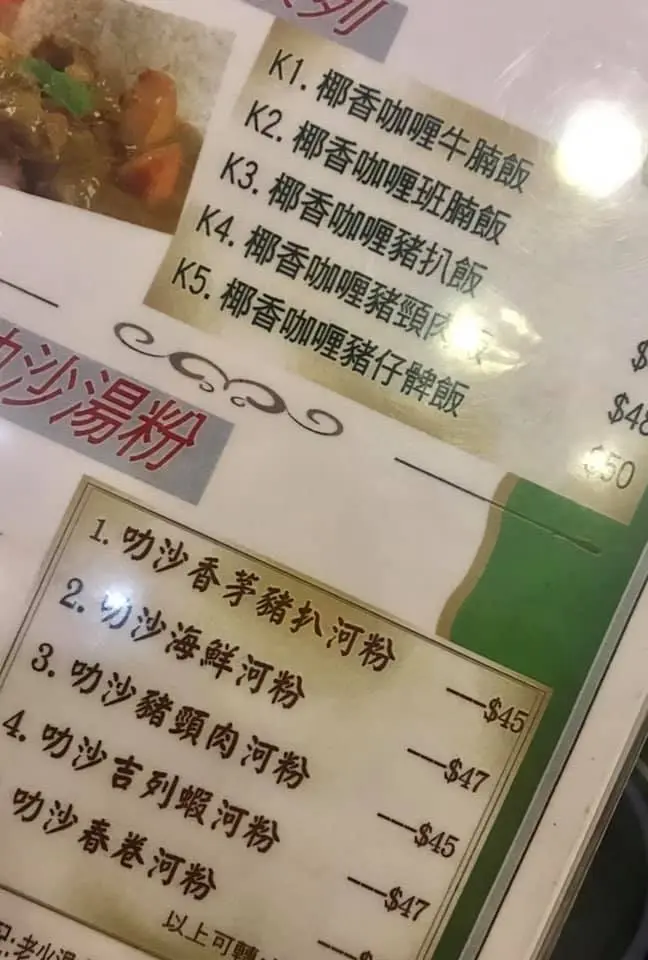 列
K1. 椰香咖喱牛腩飯
K2. 椰香咖喱班腩飯
K3. 椰香咖喱豬扒飯
K4. 椰香咖喱豬頸肉
K5. 椰香咖喱豬仔髀飯
$
$48
$50
沙湯粉
1. 叻沙香茅豬扒河粉 $45
2. 叻沙海鮮河粉 $47
3. 叻沙豬頸肉河粉 $45
4. 叻沙吉列蝦河粉 $47
叻沙春卷河粉 $
以上可轉
:老火湯